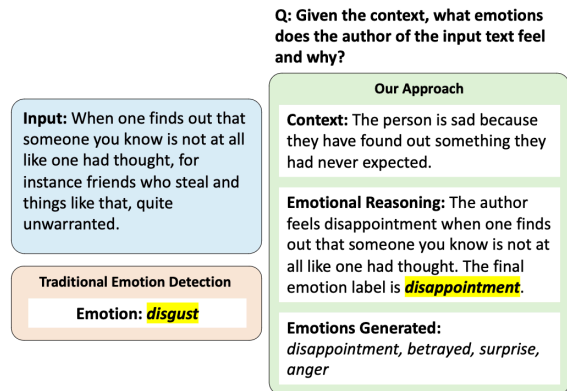 Q: Given the context, what emotions
does the author of the input text feel
and why?
Input: When one finds out that
someone you know is not at all
like one had thought, for
instance friends who steal and
things like that, quite
unwarranted.
Traditional Emotion Detection
Emotion: disgust
Our Approach
Context: The person is sad because
they have found out something they
had never expected.
Emotional Reasoning: The author
feels disappointment when one finds
out that someone you know is not at
all like one had thought. The final
emotion label is disappointment.
Emotions Generated:
disappointment, betrayed, surprise,
anger